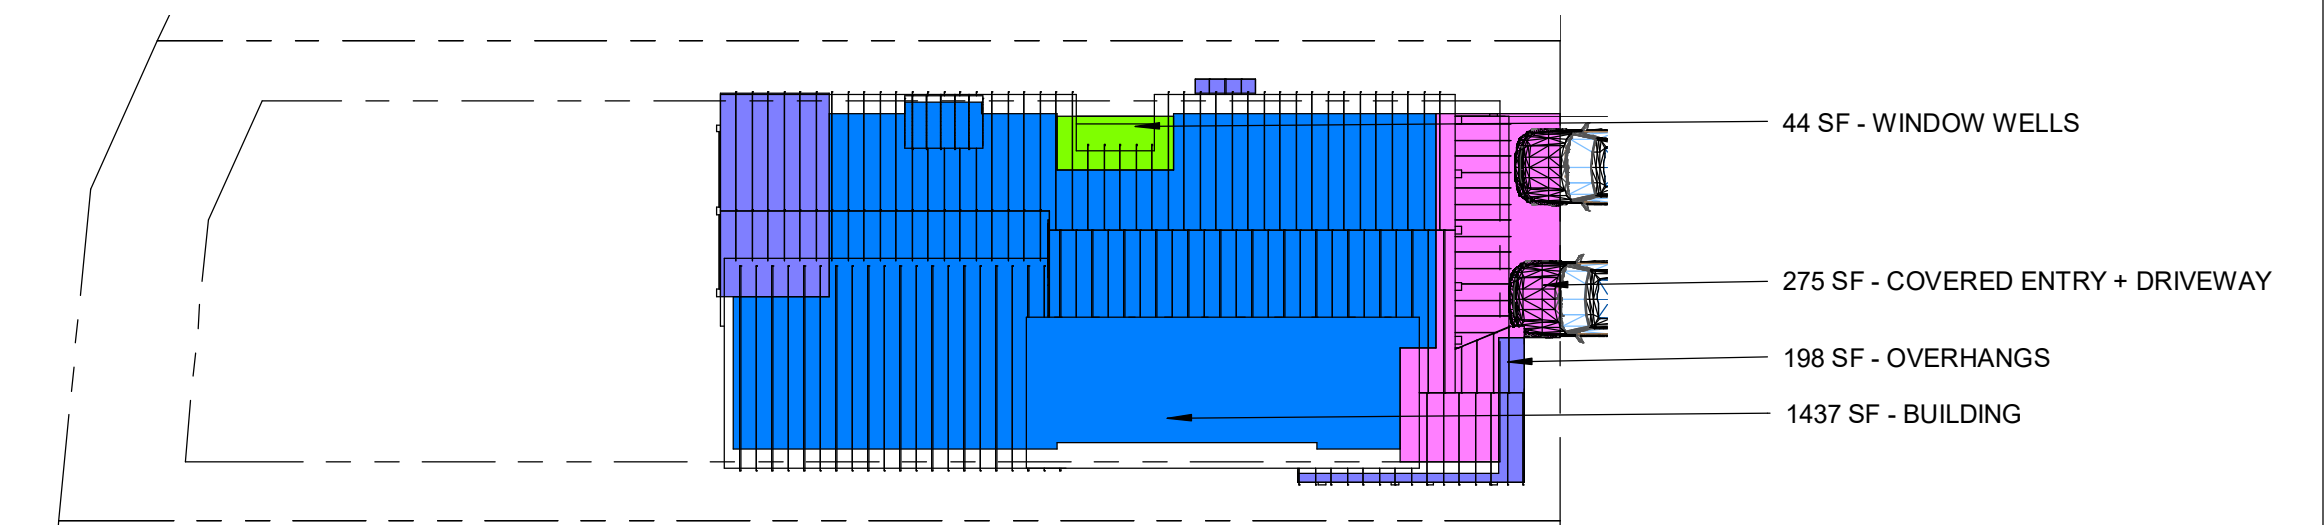 44 SF - WINDOW WELLS
275 SF - COVERED ENTRY + DRIVEWAY
198 SF - OVERHANGS
1437 SF - BUILDING